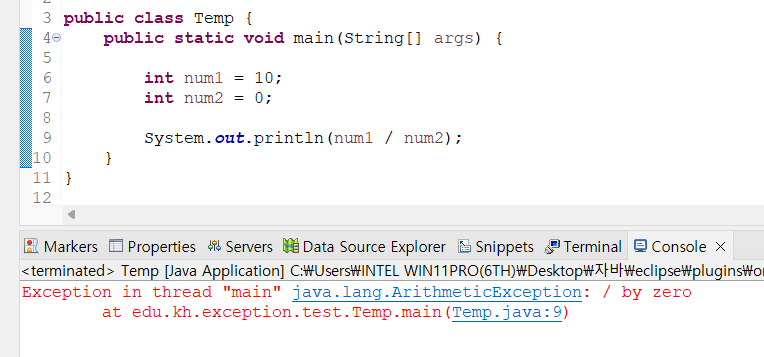 3 public class Temp {
4 public static void main(String[] args) {
5
6 int num1 = 10;
7 int num2 = 0;
8
9 System.out.println(num1 / num2);
10 }
11 }
12
Markers Properties Servers Data Source Explorer Snippets Terminal Console
<terminated> Temp [Java Application] C:₩Users₩INTEL WIN11PRO(6TH)₩Desktop₩자바₩eclipse₩plugins₩
Exception in thread "main" java.lang.ArithmeticException: / by zero
at edu.kh.exception.test.Temp.main(Temp.java:9)